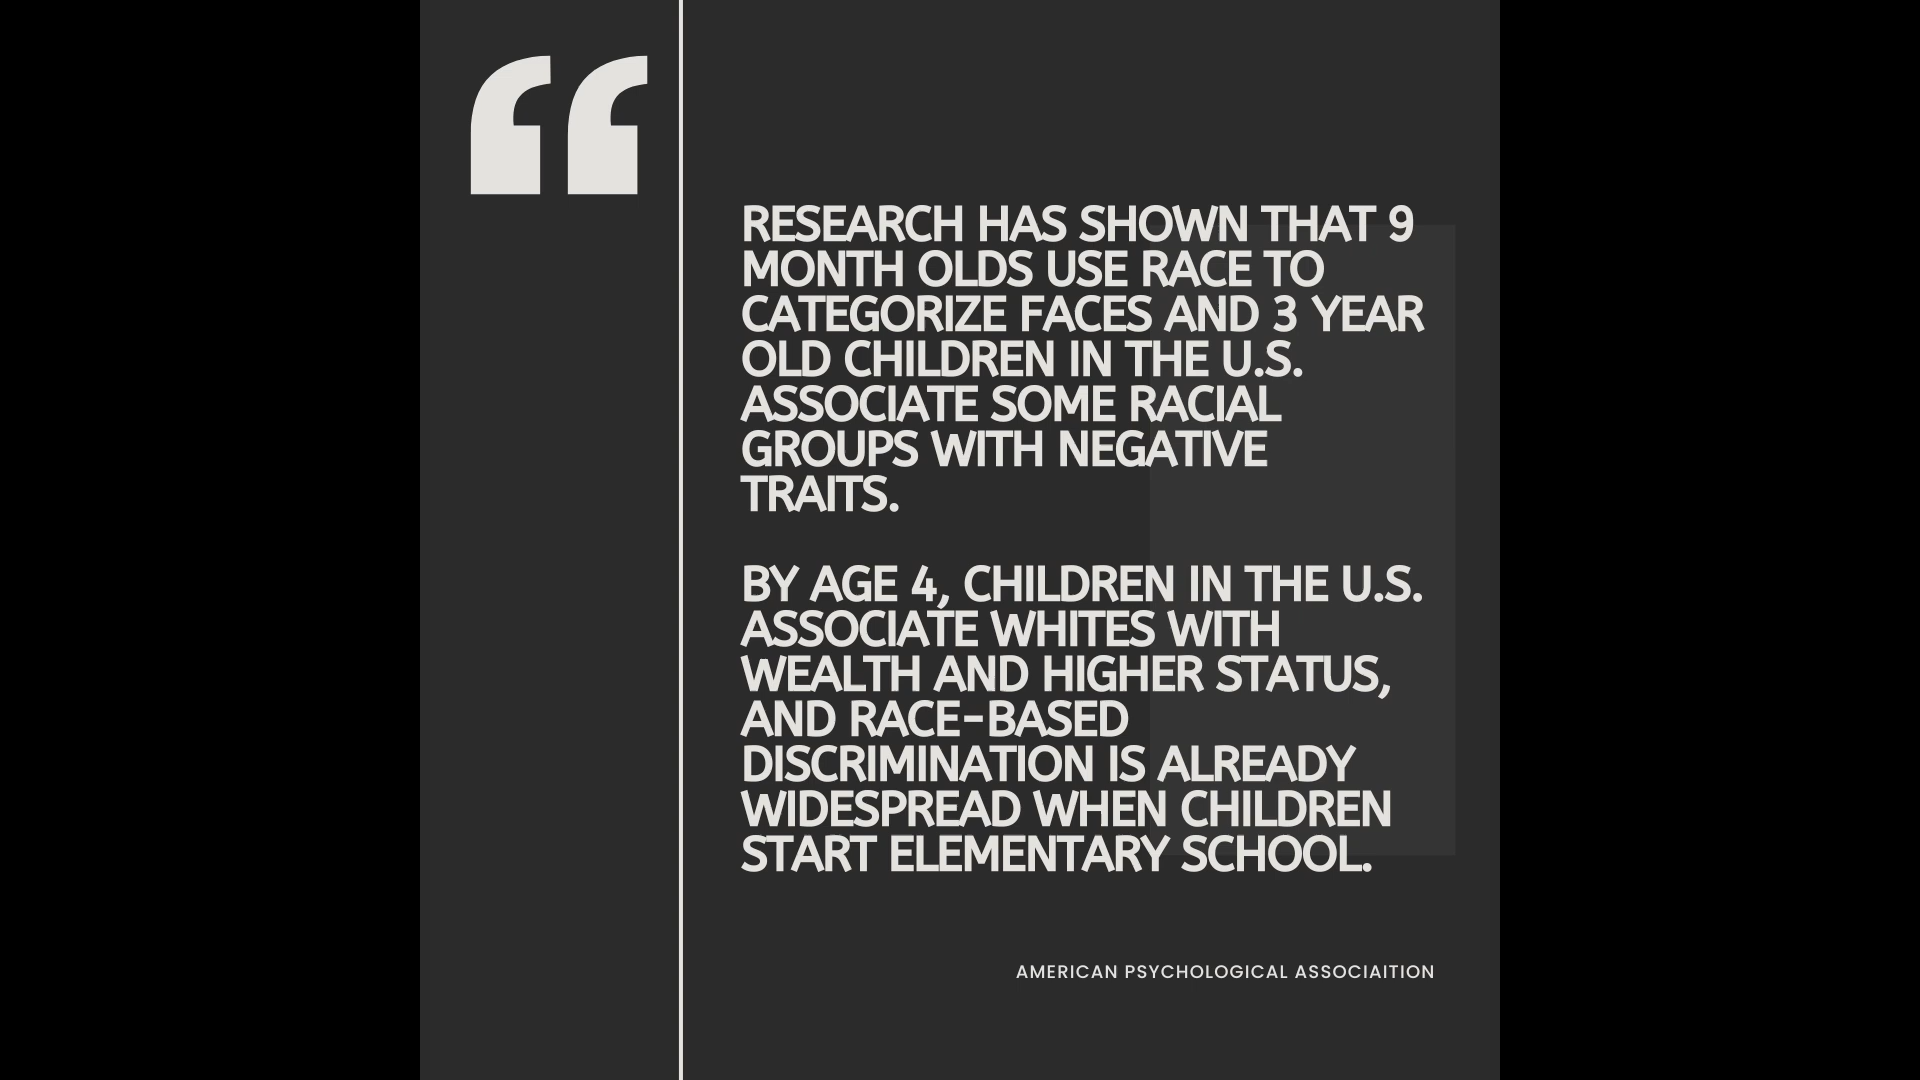 “
RESEARCH HAS SHOWN THAT 9
MONTH OLDS USE RACE TO
CATEGORIZE FACES AND 3 YEAR
OLD CHILDREN IN THE U.S.
ASSOCIATE SOME RACIAL
GROUPS WITH NEGATIVE
TRAITS.
BY AGE 4, CHILDREN IN THE U.S.
ASSOCIATE WHITES WITH
WEALTH AND HIGHER STATUS,
AND RACE-BASED
DISCRIMINATION IS ALREADY
WIDESPREAD WHEN CHILDREN
START ELEMENTARY SCHOOL.
AMERICAN PSYCHOLOGICAL ASSOCIAITION